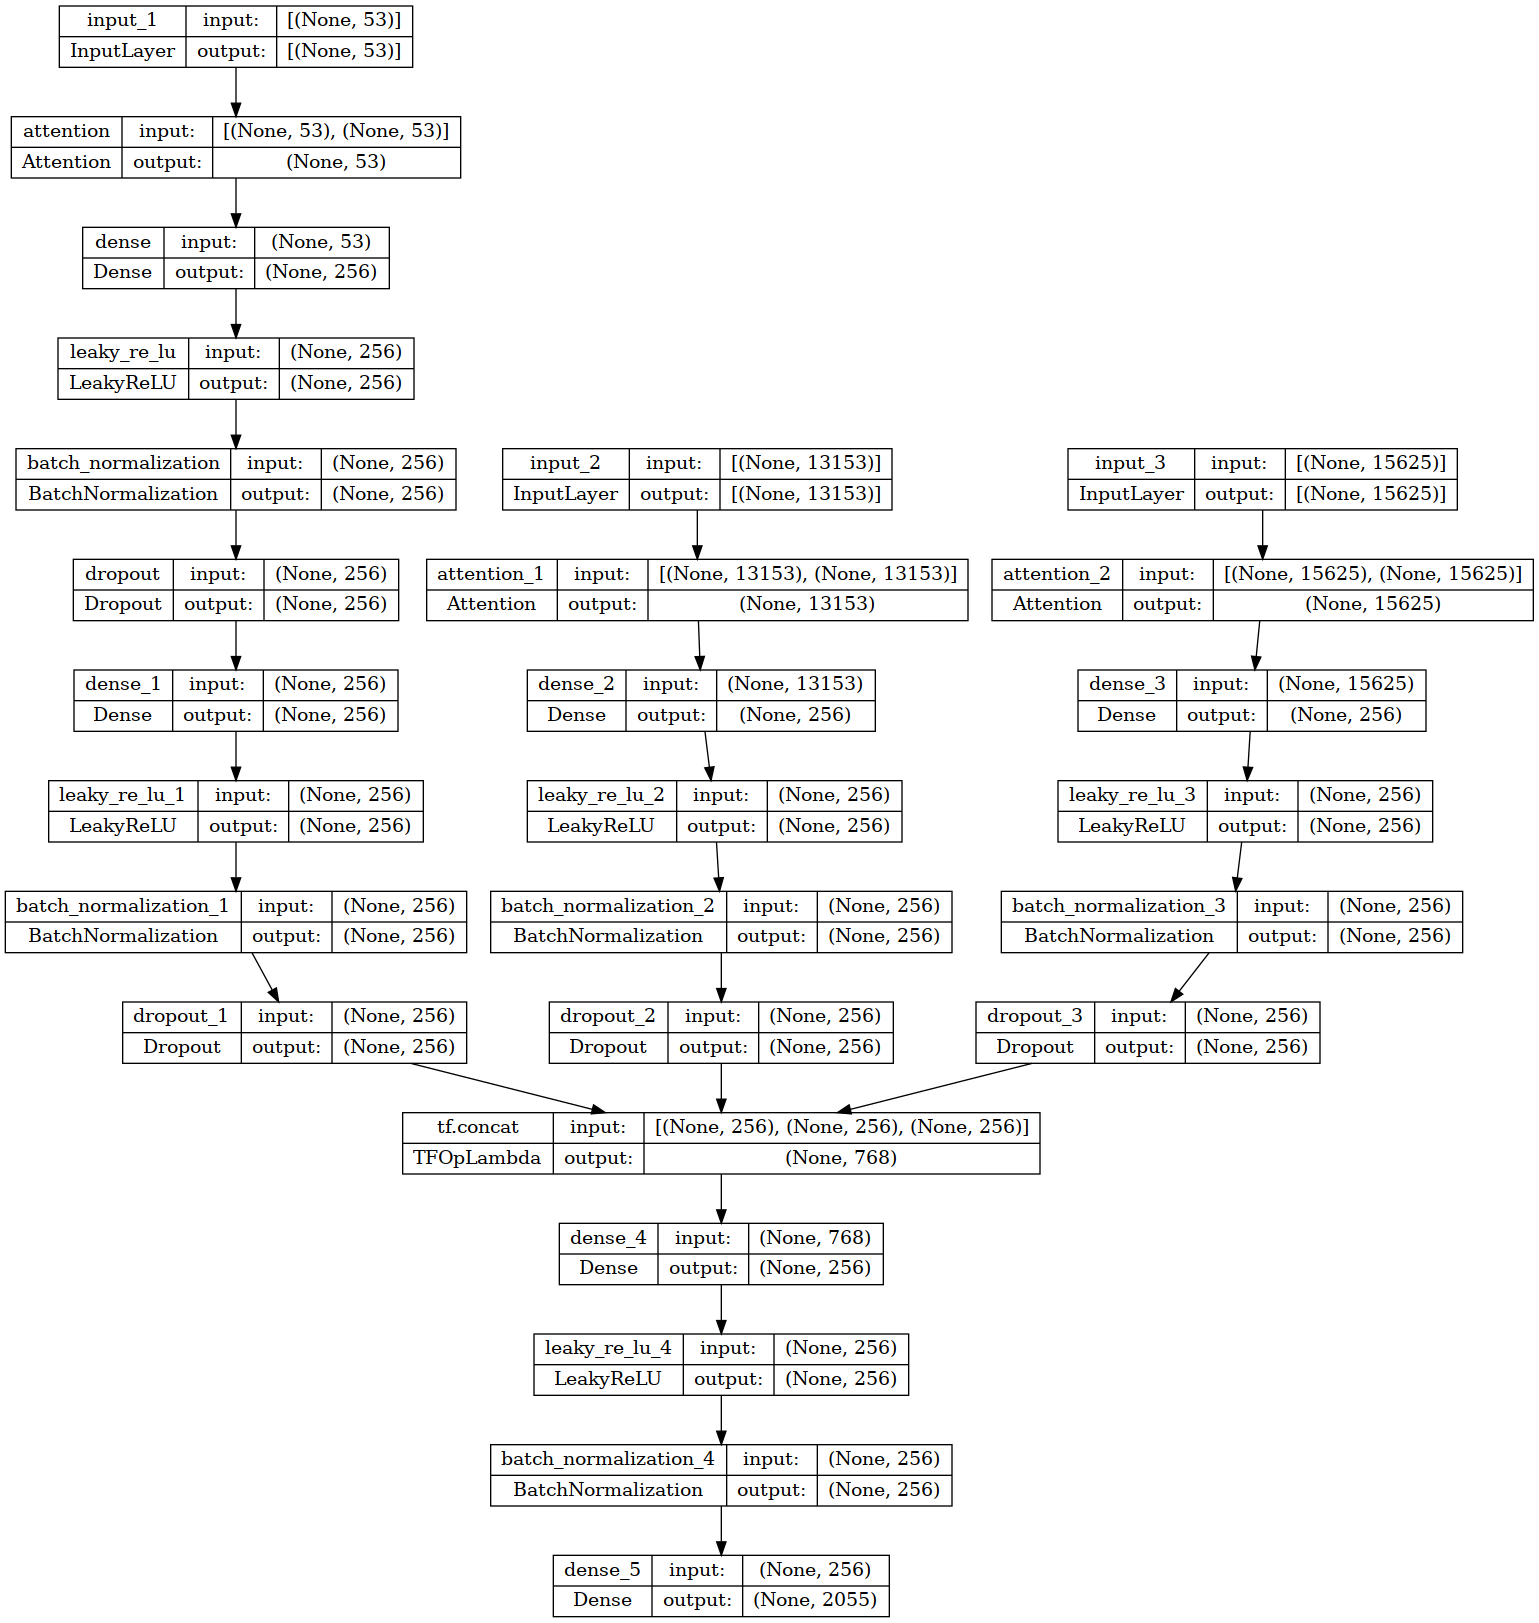 input_1 input: [(None, 53)]
InputLayer output: [(None, 53)]
attention input: [(None, 53), (None, 53)]
Attention output: (None, 53)
dense input: (None, 53)
Dense output: (None, 256)
leaky_re_lu input: (None, 256)
LeakyReLU output: (None, 256)
batch_normalization input: (None, 256)
BatchNormalization output: (None, 256)
input_2 input: [(None, 13153)]
InputLayer output: [(None, 13153)]
input_3 input: [(None, 15625)]
InputLayer output: [(None, 15625)]
dropout input: (None, 256)
Dropout output: (None, 256)
attention_1 input: [(None, 13153), (None, 13153)]
Attention output: (None, 13153)
attention_2 input: [(None, 15625), (None, 15625)]
Attention output: (None, 15625)
dense_1 input: (None, 256)
Dense output: (None, 256)
dense_2 input: (None, 13153)
Dense output: (None, 256)
dense_3 input: (None, 15625)
Dense output: (None, 256)
leaky_re_lu_1 input: (None, 256)
LeakyReLU output: (None, 256)
leaky_re_lu_2 input: (None, 256)
LeakyReLU output: (None, 256)
leaky_re_lu_3 input: (None, 256)
LeakyReLU output: (None, 256)
batch_normalization_1 input: (None, 256)
BatchNormalization output: (None, 256)
batch_normalization_2 input: (None, 256)
BatchNormalization output: (None, 256)
batch_normalization_3 input: (None, 256)
BatchNormalization output: (None, 256)
dropout_1 input: (None, 256)
Dropout output: (None, 256)
dropout_2 input: (None, 256)
Dropout output: (None, 256)
dropout_3 input: (None, 256)
Dropout output: (None, 256)
tf.concat input: [(None, 256), (None, 256), (None, 256)]
TFOpLambda output: (None, 768)
dense_4 input: (None, 768)
Dense output: (None, 256)
leaky_re_lu_4 input: (None, 256)
LeakyReLU output: (None, 256)
batch_normalization_4 input: (None, 256)
BatchNormalization output: (None, 256)
dense_5 input: (None, 256)
Dense output: (None, 2055)